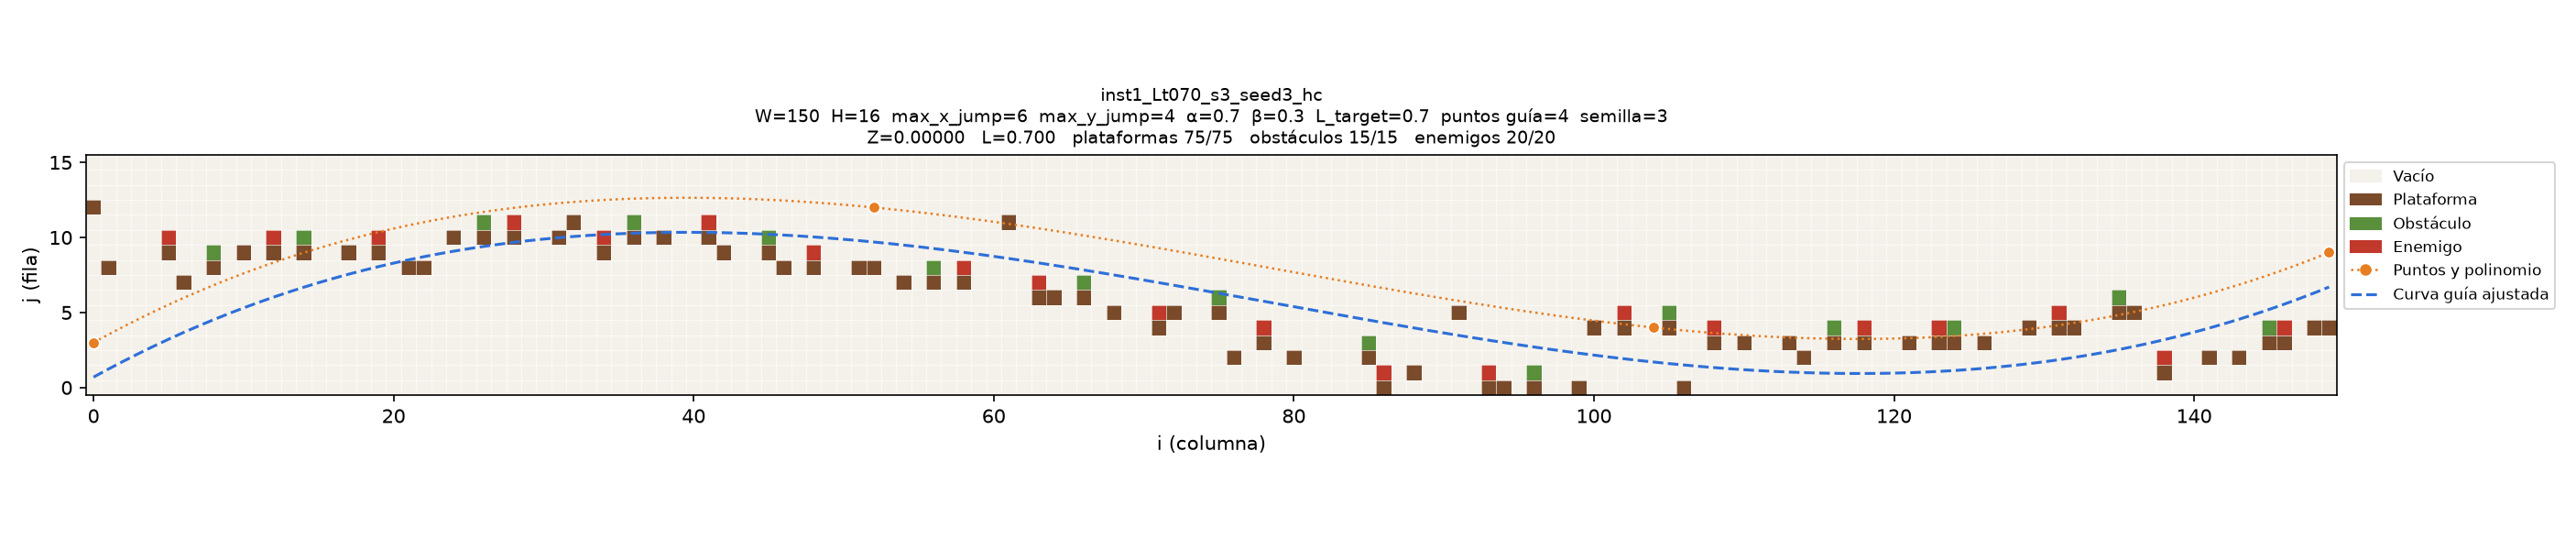 inst1_Lt070_s3_seed3_hc
W=150 H=16 max_x_jump=6 max_y_jump=4 α=0.7 β=0.3 L_target=0.7 puntos guía=4 semilla=3
Z=0.00000 L=0.700 plataformas 75/75 obstáculos 15/15 enemigos 20/20
15
10
5
0
j (fila)
0 20 40 60 80 100 120 140
i (columna)
Vacío
Plataforma
Obstáculo
Enemigo
Puntos y polinomio
Curva guía ajustada